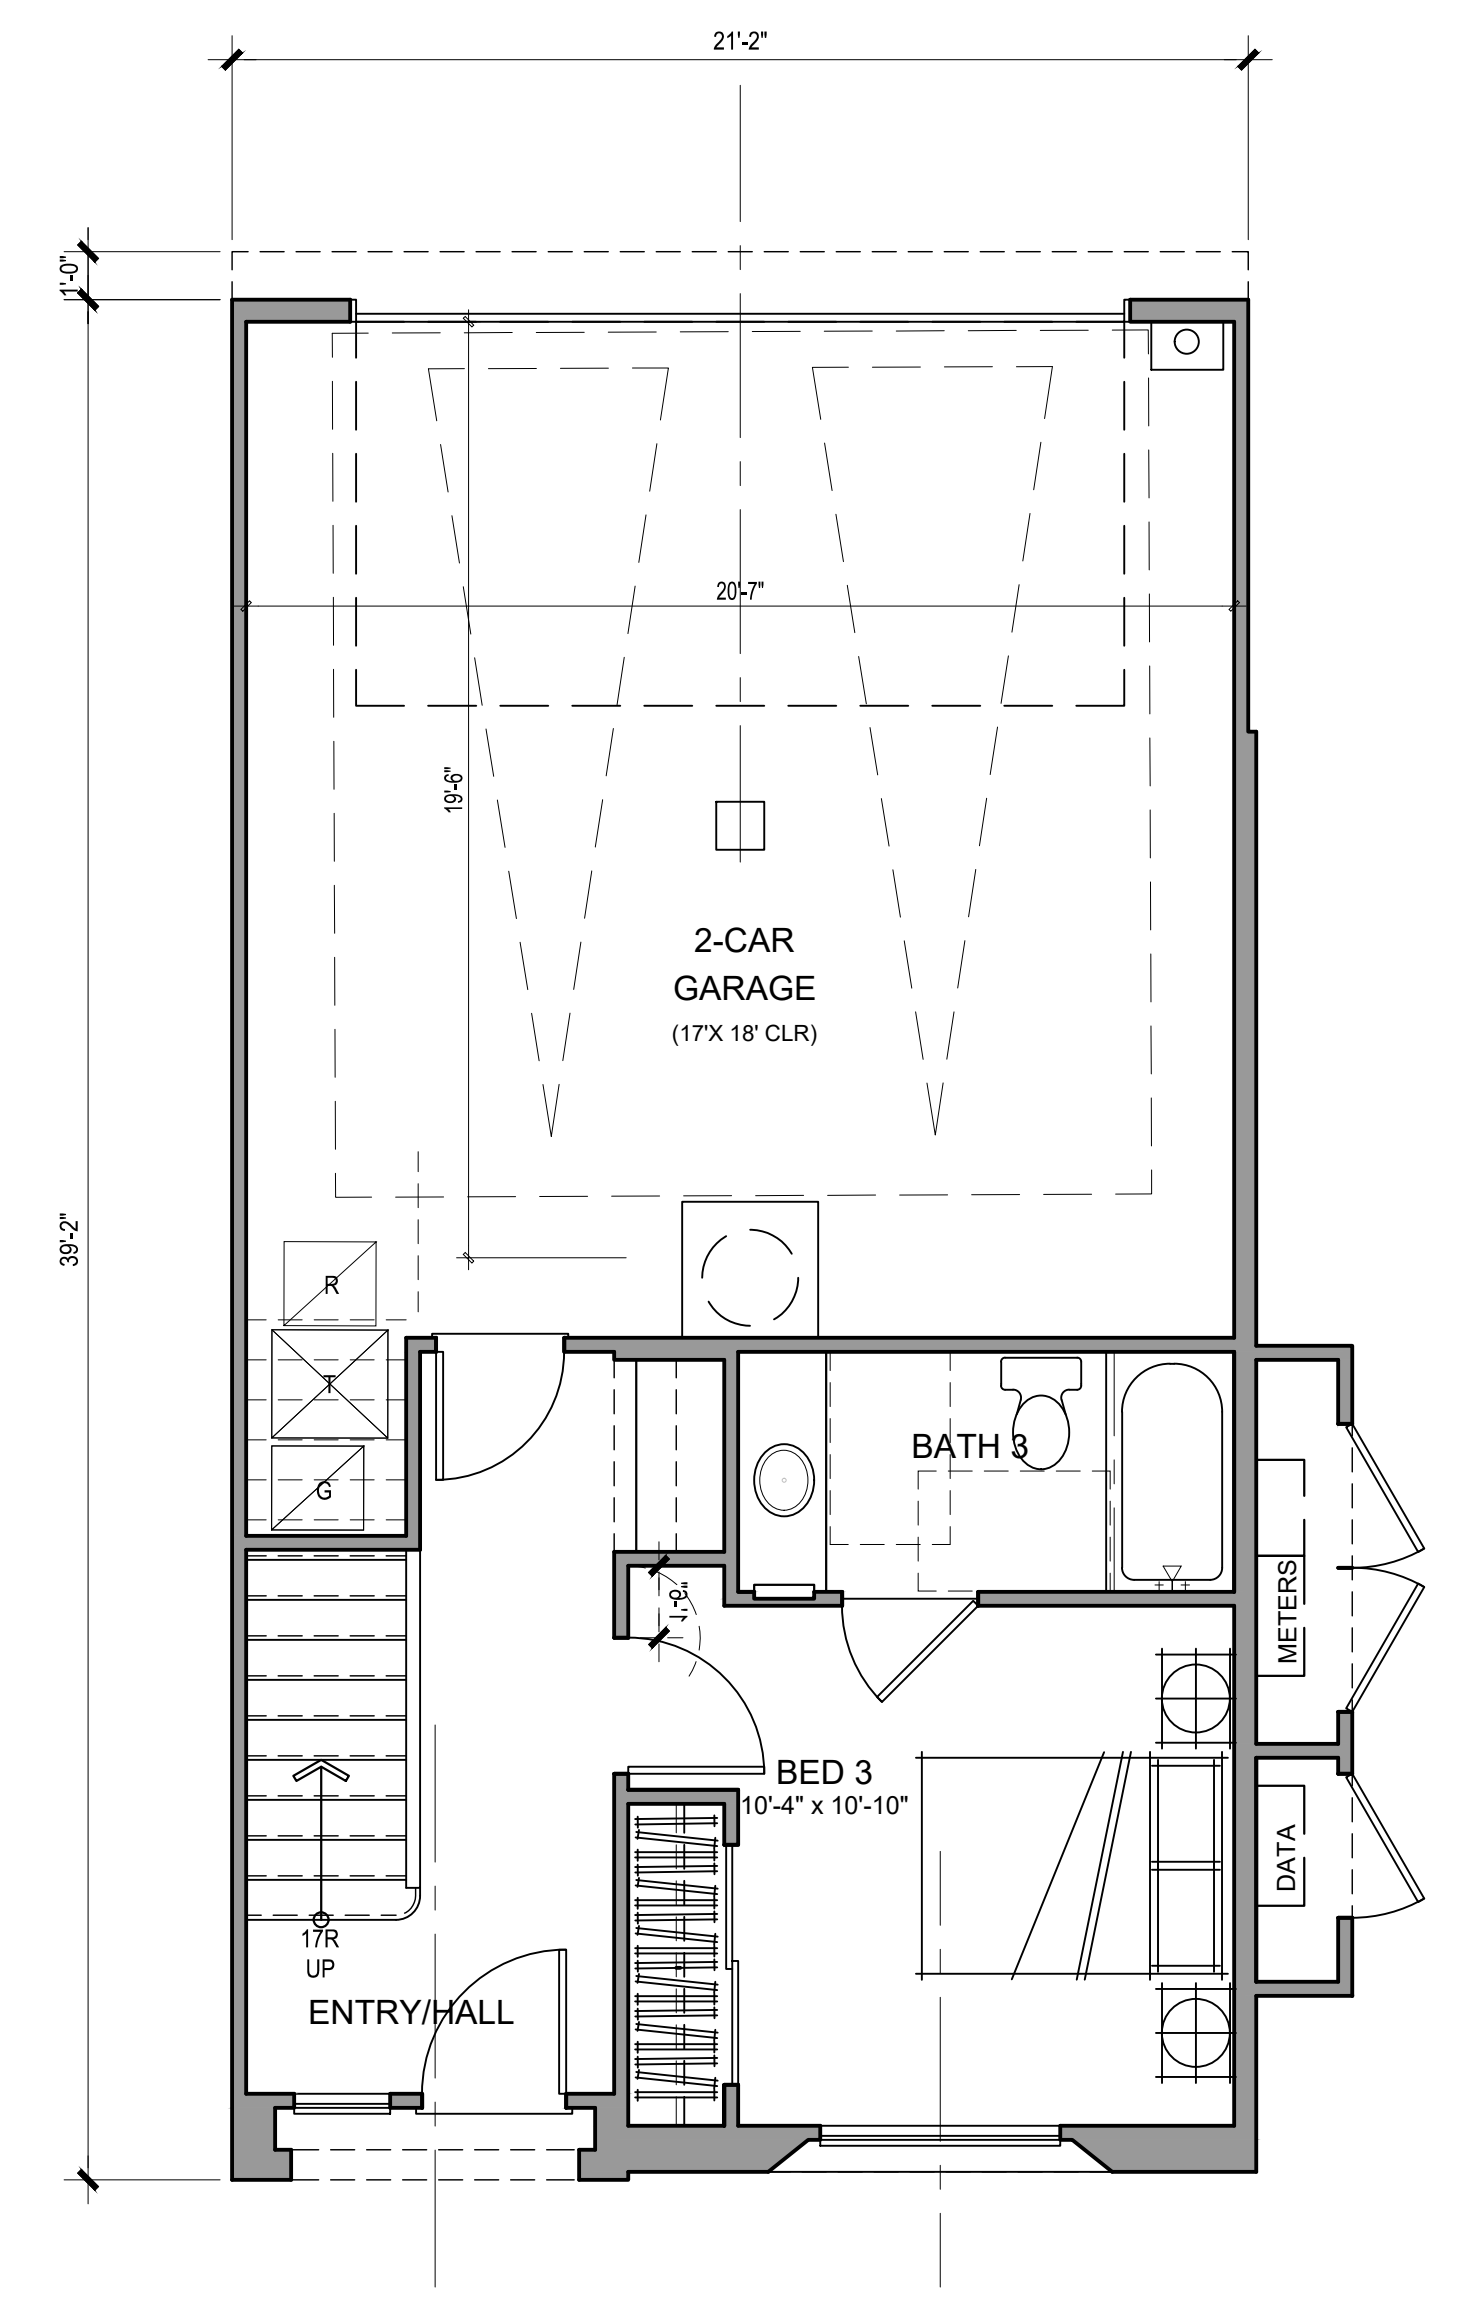 21'-2"
1'-0"
20'-7"
19'-6"
2-CAR
GARAGE
(17'X 18' CLR)
39'-2"
R
T
G
BATH 3
METERS
1'-6"
BED 3
10'-4" x 10'-10"
DATA
17R
UP
ENTRY/HALL